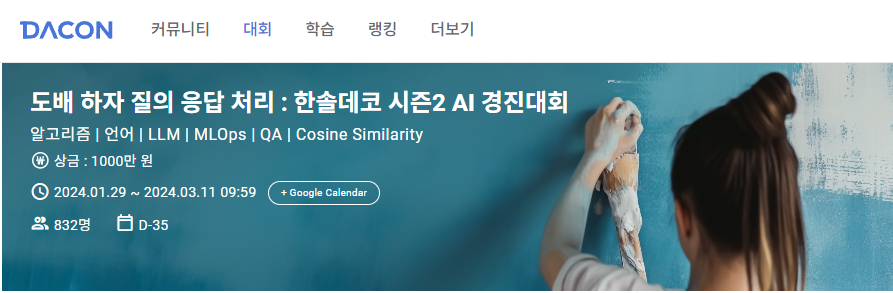 DACON 커뮤니티 대회 학습 랭킹 더보기
도배 하자 질의 응답 처리 : 한솔데코 시즌2 AI 경진대회
알고리즘 | 언어 | LLM | MLOps | QA | Cosine Similarity
₩ 상금 : 1000만 원
2024.01.29 ~ 2024.03.11 09:59 + Google Calendar
832명 D-35